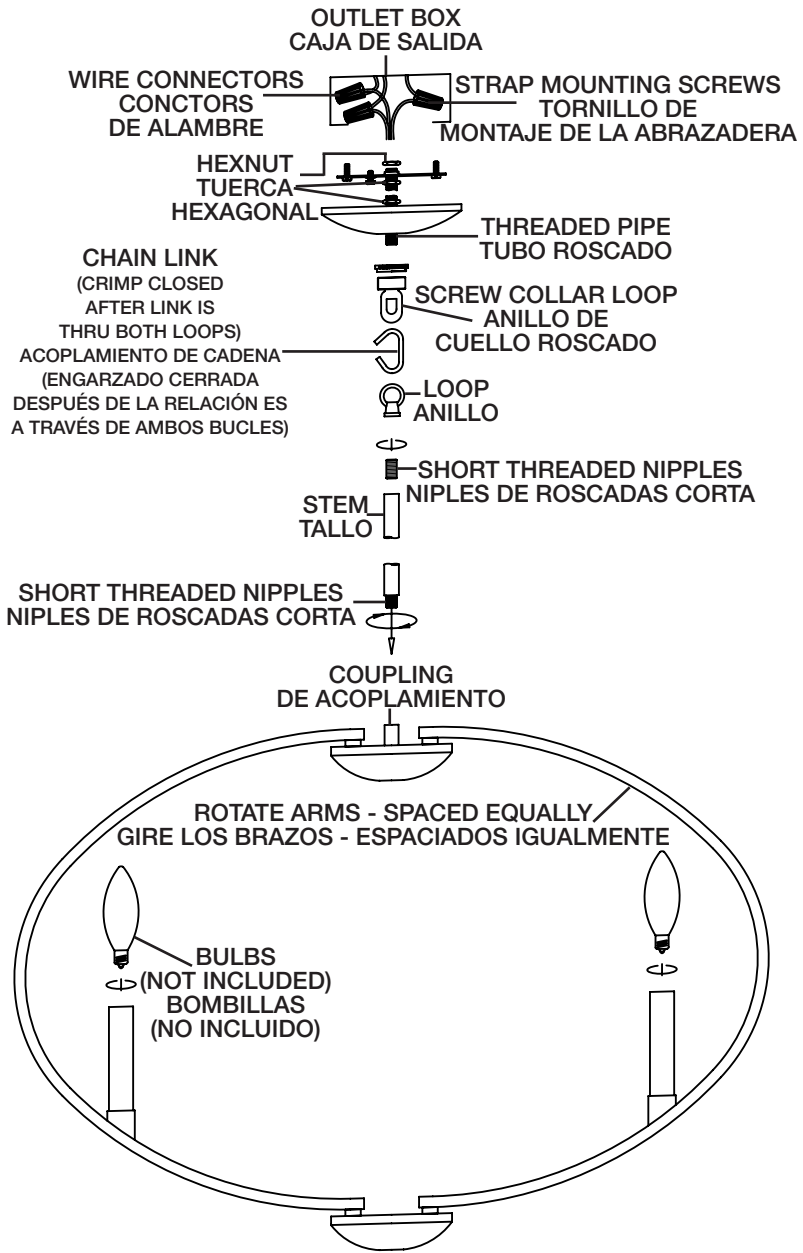 OUTLET BOX
CAJA DE SALIDA
WIRE CONNECTORS
CONCTORS
DE ALAMBRE
STRAP MOUNTING SCREWS
TORNILLO DE
MONTAJE DE LA ABRAZADERA
HEXNUT
TUERCA
HEXAGONAL
THREADED PIPE
TUBO ROSCADO
CHAIN LINK
(CRIMP CLOSED
AFTER LINK IS
THRU BOTH LOOPS)
ACOPLAMIENTO DE CADENA
(ENGARZADO CERRADA
DESPUÉS DE LA RELACIÓN ES
A TRAVÉS DE AMBOS BUCLES)
SCREW COLLAR LOOP
ANILLO DE
CUELLO ROSCADO
LOOP
ANILLO
SHORT THREADED NIPPLES
NIPLES DE ROSCADAS CORTA
STEM
TALLO
SHORT THREADED NIPPLES
NIPLES DE ROSCADAS CORTA
COUPLING
DE ACOPLAMIENTO
ROTATE ARMS - SPACED EQUALLY
GIRE LOS BRAZOS - ESPACIADOS IGUALMENTE
BULBS
(NOT INCLUDED)
BOMBILLAS
(NO INCLUIDO)